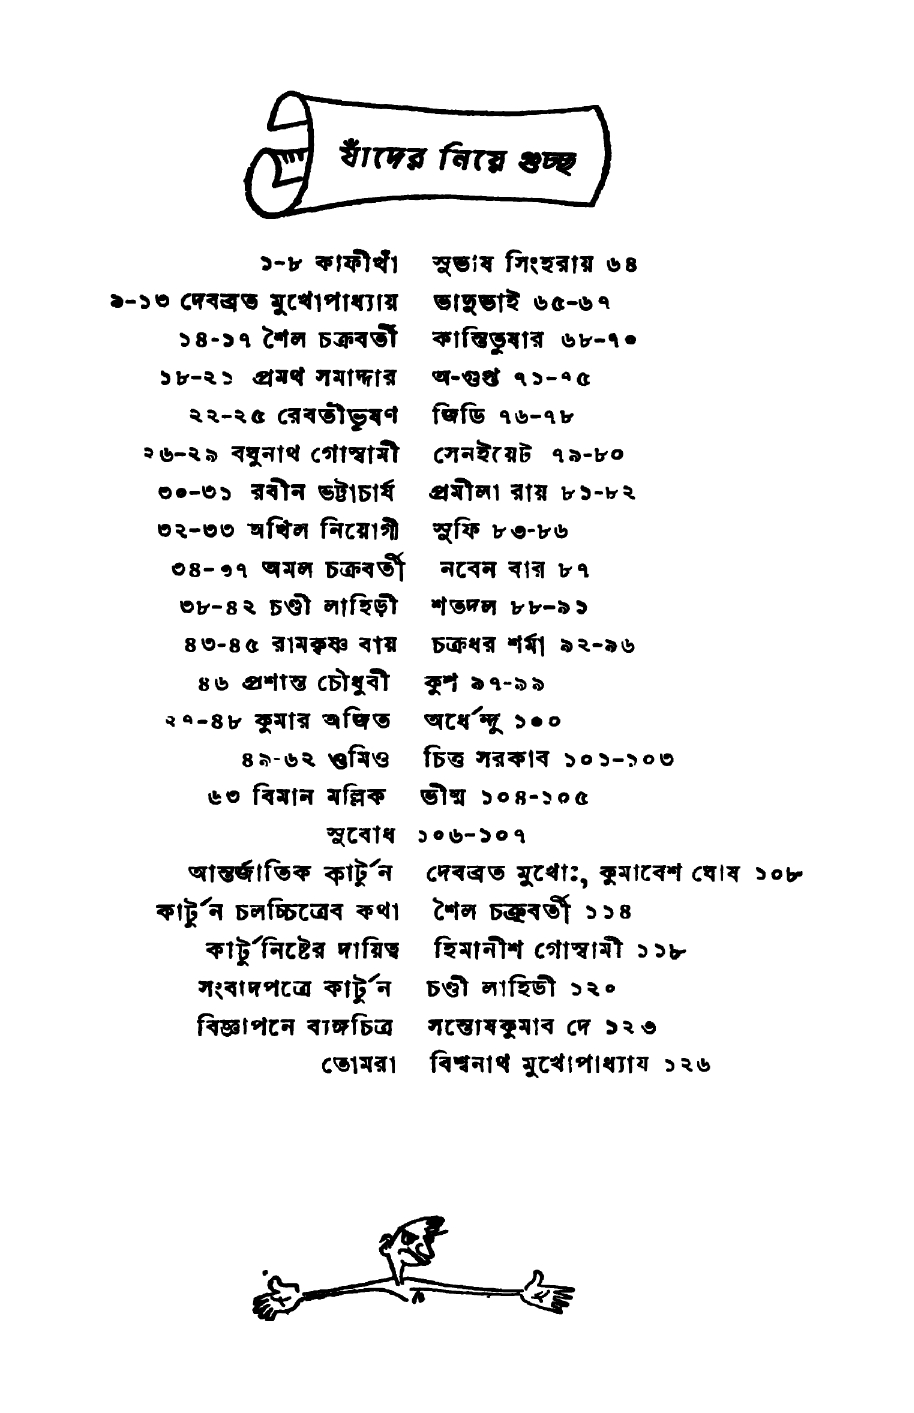 যাঁদের নিয়ে গুচ্ছ
১-৮ কাফীখাঁ সুভাষ সিংহরায় ৬৪
৯-১৩ দেবব্রত মুখোপাধ্যায় ভাদুভাই ৬৫-৬৭
১৪-১৭ শৈল চক্রবর্তী কান্তিতুষার ৬৮-৭০
১৮-২১ প্রমথ সমাদ্দার অ-গুপ্ত ৭১-৭৫
২২-২৫ রেবতীভূষণ জিডি ৭৬-৭৮
২৬-২৯ বঘুনাথ গোস্বামী সেনইয়েট ৭৯-৮০
৩০-৩১ রবীন ভট্টাচার্য প্রমীলা রায় ৮১-৮২
৩২-৩৩ অখিল নিয়োগী সুফি ৮৩-৮৬
৩৪-৩৭ অমল চক্রবর্তী নবেন বার ৮৭
৩৮-৪২ চণ্ডী লাহিড়ী শতদল ৮৮-৯১
৪৩-৪৫ রামকৃষ্ণ বায় চক্রধর শর্মা ৯২-৯৬
৪৬ প্রশান্ত চৌধুবী কুশ ৯৭-৯৯
২৭-৪৮ কুমার অজিত অর্ধেন্দু ১০০
৪৯-৬২ ওমিও চিত্ত সরকাব ১০১-১০৩
৬৩ বিমান মল্লিক ভীষ্ম ১০৪-১০৫
সুবোধ ১০৬-১০৭
আন্তর্জাতিক কার্টুন দেবব্রত মুখোঃ, কুমাবেশ ঘোষ ১০৮
কার্টুন চলচ্চিত্রেব কথা শৈল চক্রবর্তী ১১৪
কার্টুনিষ্টের দায়িত্ব হিমানীশ গোস্বামী ১১৮
সংবাদপত্রে কার্টুন চণ্ডী লাহিডী ১২০
বিজ্ঞাপনে ব্যঙ্গচিত্র সন্তোষকুমাব দে ১২৩
তোমরা বিশ্বনাথ মুখোপাধ্যায ১২৬